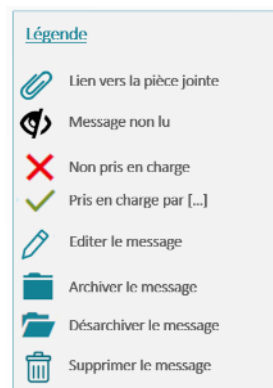 Légende
Lien vers la pièce jointe
Message non lu
Non pris en charge
Pris en charge par [...]
Editer le message
Archiver le message
Désarchiver le message
Supprimer le message